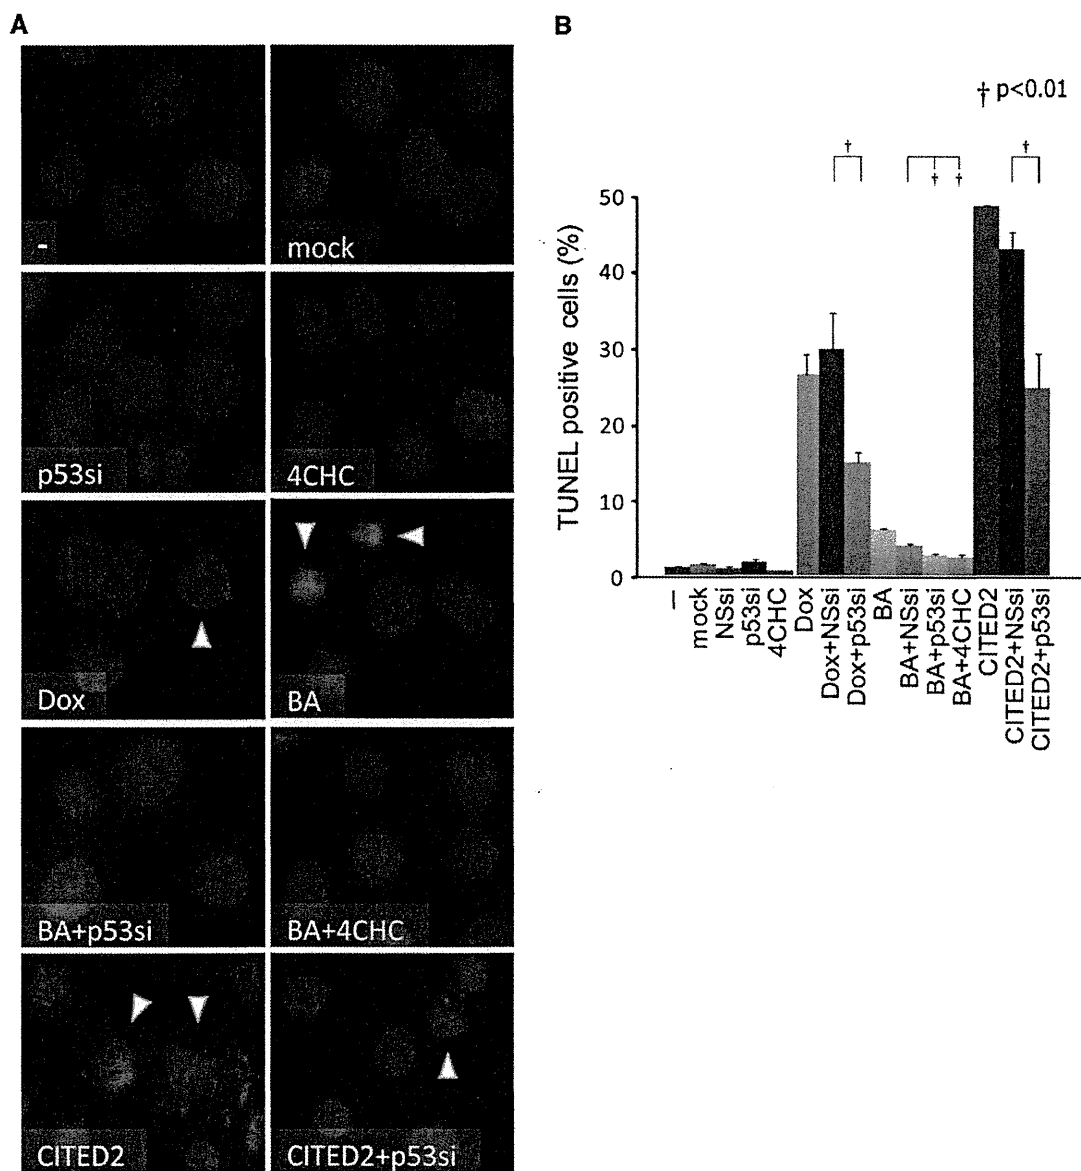 A
-
mock
p53si
4CHC
Dox
BA
BA+p53si
BA+4CHC
CITED2
CITED2+p53si
B
† p<0.01
†
†
†
†
TUNEL positive cells (%)
50
40
30
20
10
0
–
mock
NSsi
p53si
4CHC
Dox
Dox+NSsi
Dox+p53si
BA
BA+NSsi
BA+p53si
BA+4CHC
CITED2
CITED2+NSsi
CITED2+p53si